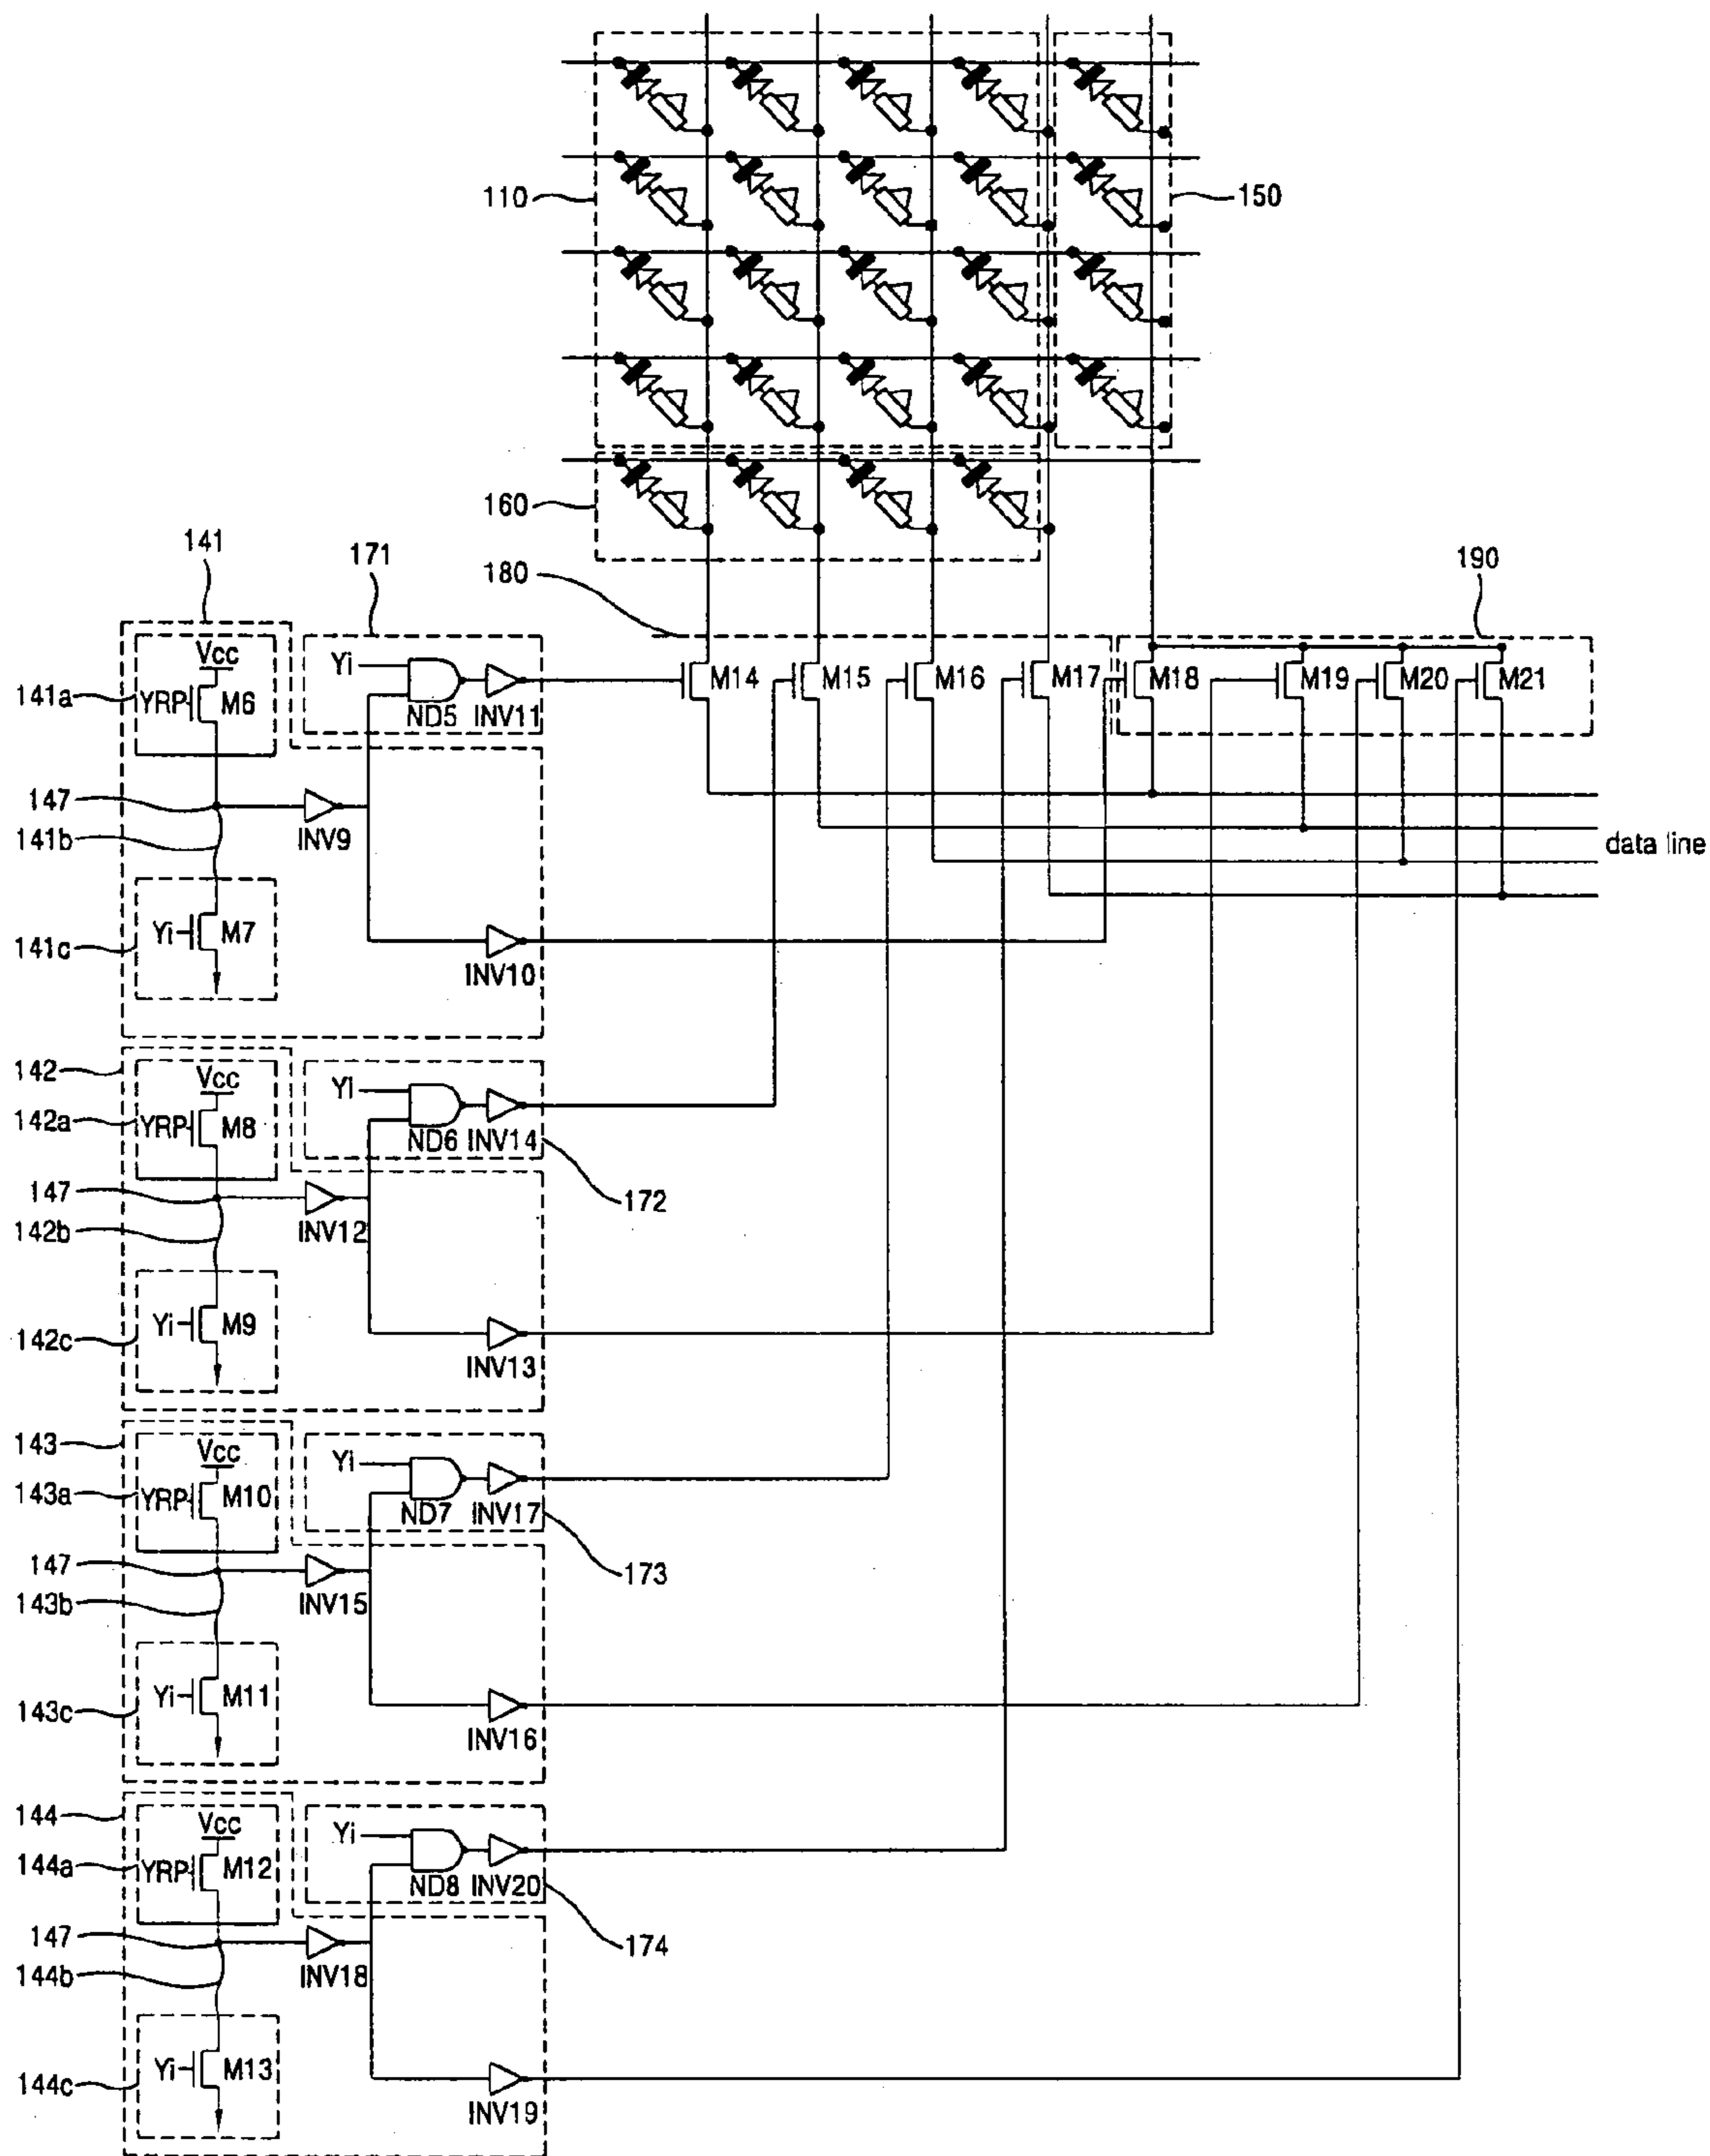 110
150
160
141
171
180
190
Vcc
141a
YRP
M6
Yi
ND5
INV11
M14
M15
M16
M17
M18
M19
M20
M21
147
141b
INV9
data line
Yi
M7
141c
INV10
142
Vcc
142a
YRP
M8
Yi
ND6
INV14
172
147
142b
INV12
Yi
M9
142c
INV13
143
Vcc
143a
YRP
M10
Yi
ND7
INV17
173
147
143b
INV15
Yi
M11
143c
INV16
144
Vcc
144a
YRP
M12
Yi
ND8
INV20
174
147
144b
INV18
Yi
M13
144c
INV19